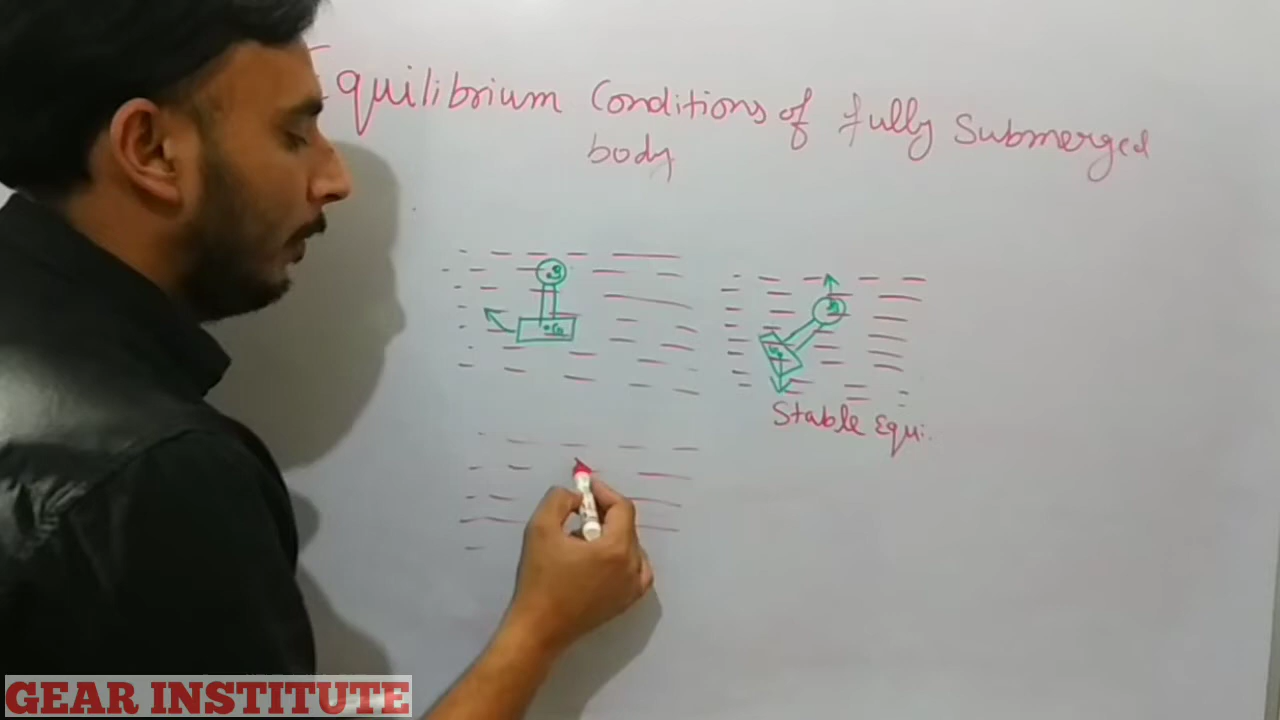 Equilibrium Conditions of fully Submerged
body
B
G
B
G
Stable Equi.
GEAR INSTITUTE